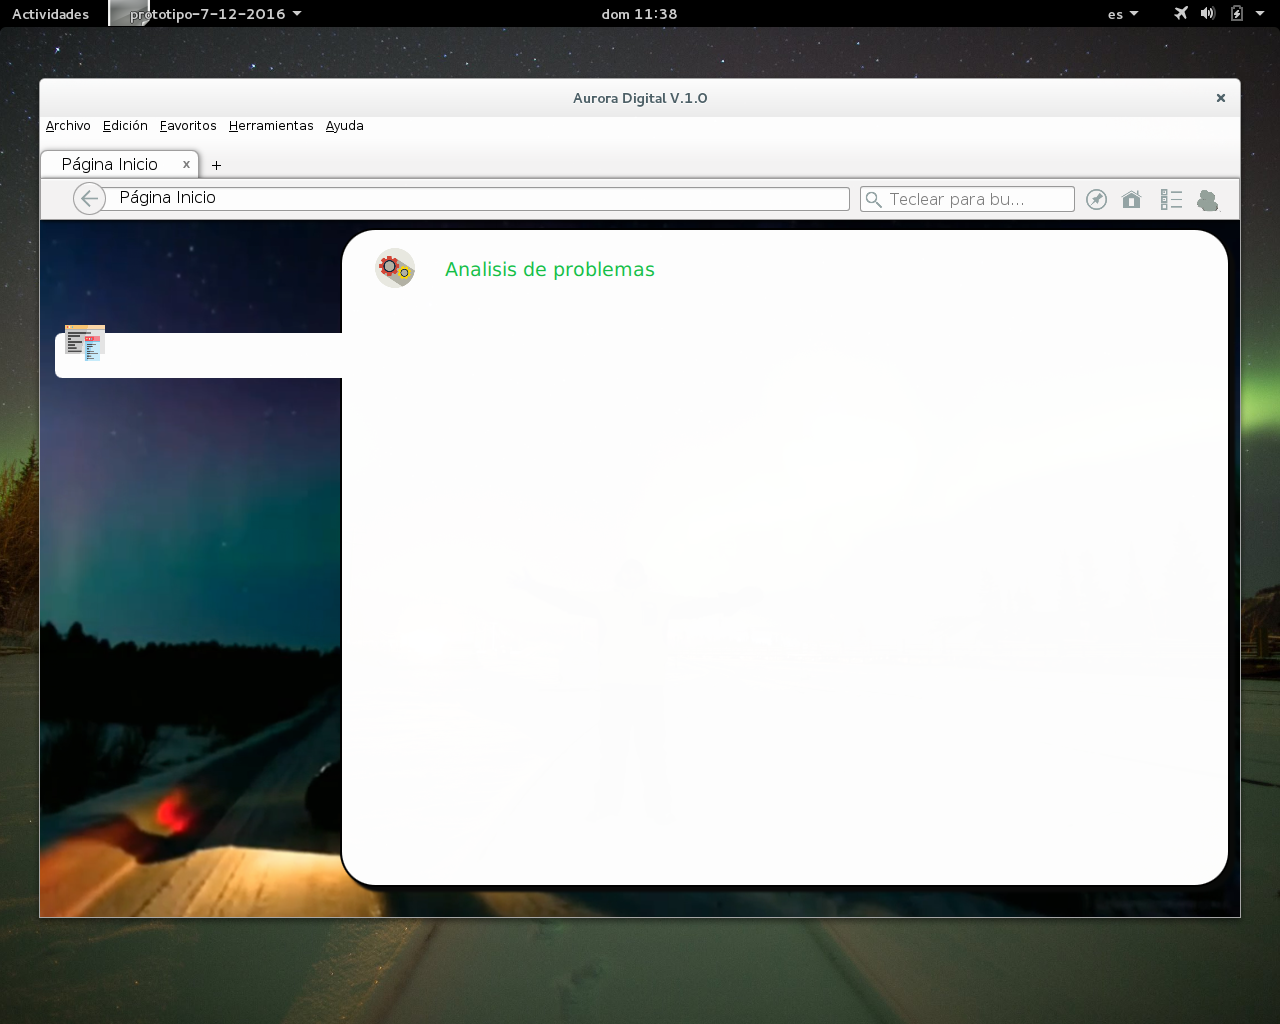 Actividades prototipo-7-12-2016 dom 11:38 es
Aurora Digital V.1.0 ×
Archivo Edición Favoritos Herramientas Ayuda
Página Inicio x +
Página Inicio Teclear para bu...
Analisis de problemas